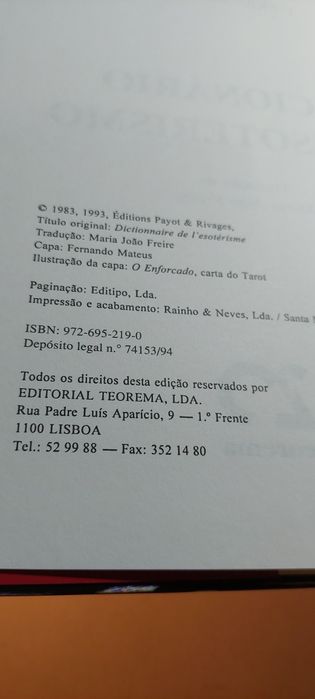 © 1983, 1993, Éditions Payot & Rivages,
Título original: Dictionnaire de l'esotérisme
Tradução: Maria João Freire
Capa: Fernando Mateus
Ilustração da capa: O Enforcado, carta do Tarot
Paginação: Editipo, Lda.
Impressão e acabamento: Rainho & Neves, Lda. / Santa
ISBN: 972-695-219-0
Depósito legal n.° 74153/94
Todos os direitos desta edição reservados por
EDITORIAL TEOREMA, LDA.
Rua Padre Luís Aparício, 9 — 1.° Frente
1100 LISBOA
Tel.: 52 99 88 — Fax: 352 14 80